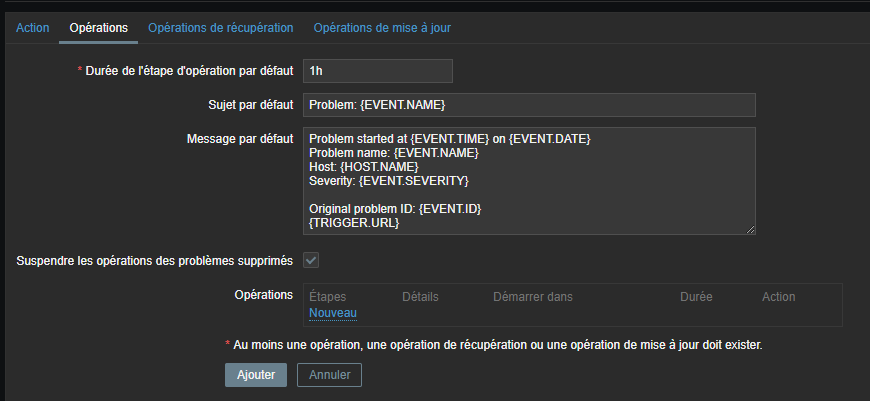 Action Opérations Opérations de récupération Opérations de mise à jour
* Durée de l'étape d'opération par défaut 1h
Sujet par défaut Problem: {EVENT.NAME}
Message par défaut Problem started at {EVENT.TIME} on {EVENT.DATE}
Problem name: {EVENT.NAME}
Host: {HOST.NAME}
Severity: {EVENT.SEVERITY}
Original problem ID: {EVENT.ID}
{TRIGGER.URL}
Suspendre les opérations des problèmes supprimés
Opérations Étapes Détails Démarrer dans Durée Action
Nouveau
* Au moins une opération, une opération de récupération ou une opération de mise à jour doit exister.
Ajouter Annuler